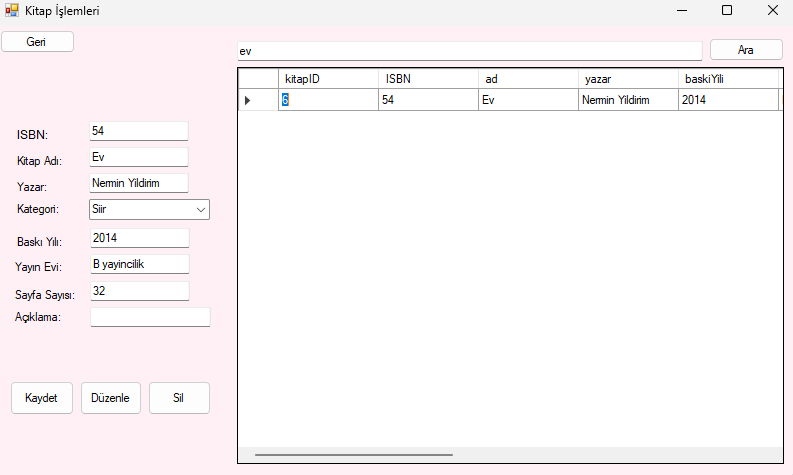 Kitap İşlemleri
Geri
ev
Ara
kitapID ISBN ad yazar baskiYili
6 54 Ev Nermin Yildirim 2014
ISBN: 54
Kitap Adı: Ev
Yazar: Nermin Yildirim
Kategori: Siir
Baskı Yılı: 2014
Yayın Evi: B yayincilik
Sayfa Sayısı: 32
Açıklama:
Kaydet Düzenle Sil